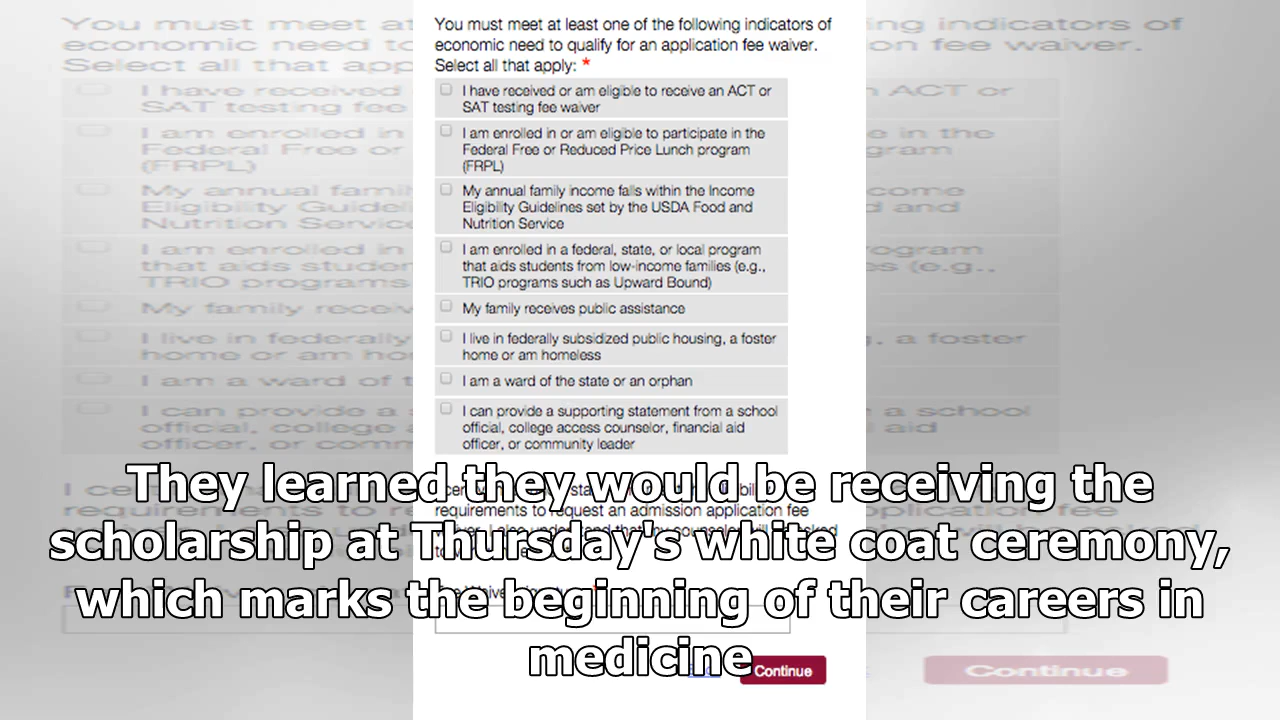 You must meet at least one of the following indicators of
economic need to qualify for an application fee waiver.
Select all that apply: *
I have received or am eligible to receive an ACT or
SAT testing fee waiver
I am enrolled in or am eligible to participate in the
Federal Free or Reduced Price Lunch program
(FRPL)
My annual family income falls within the Income
Eligibility Guidelines set by the USDA Food and
Nutrition Service
I am enrolled in a federal, state, or local program
that aids students from low-income families (e.g.,
TRIO programs such as Upward Bound)
My family receives public assistance
I live in federally subsidized public housing, a foster
home or am homeless
I am a ward of the state or an orphan
I can provide a supporting statement from a school
official, college access counselor, financial aid
officer, or community leader
They learned they would be receiving the
scholarship at Thursday's white coat ceremony,
which marks the beginning of their careers in
medicine
requirements to request an admission application fee
Continue